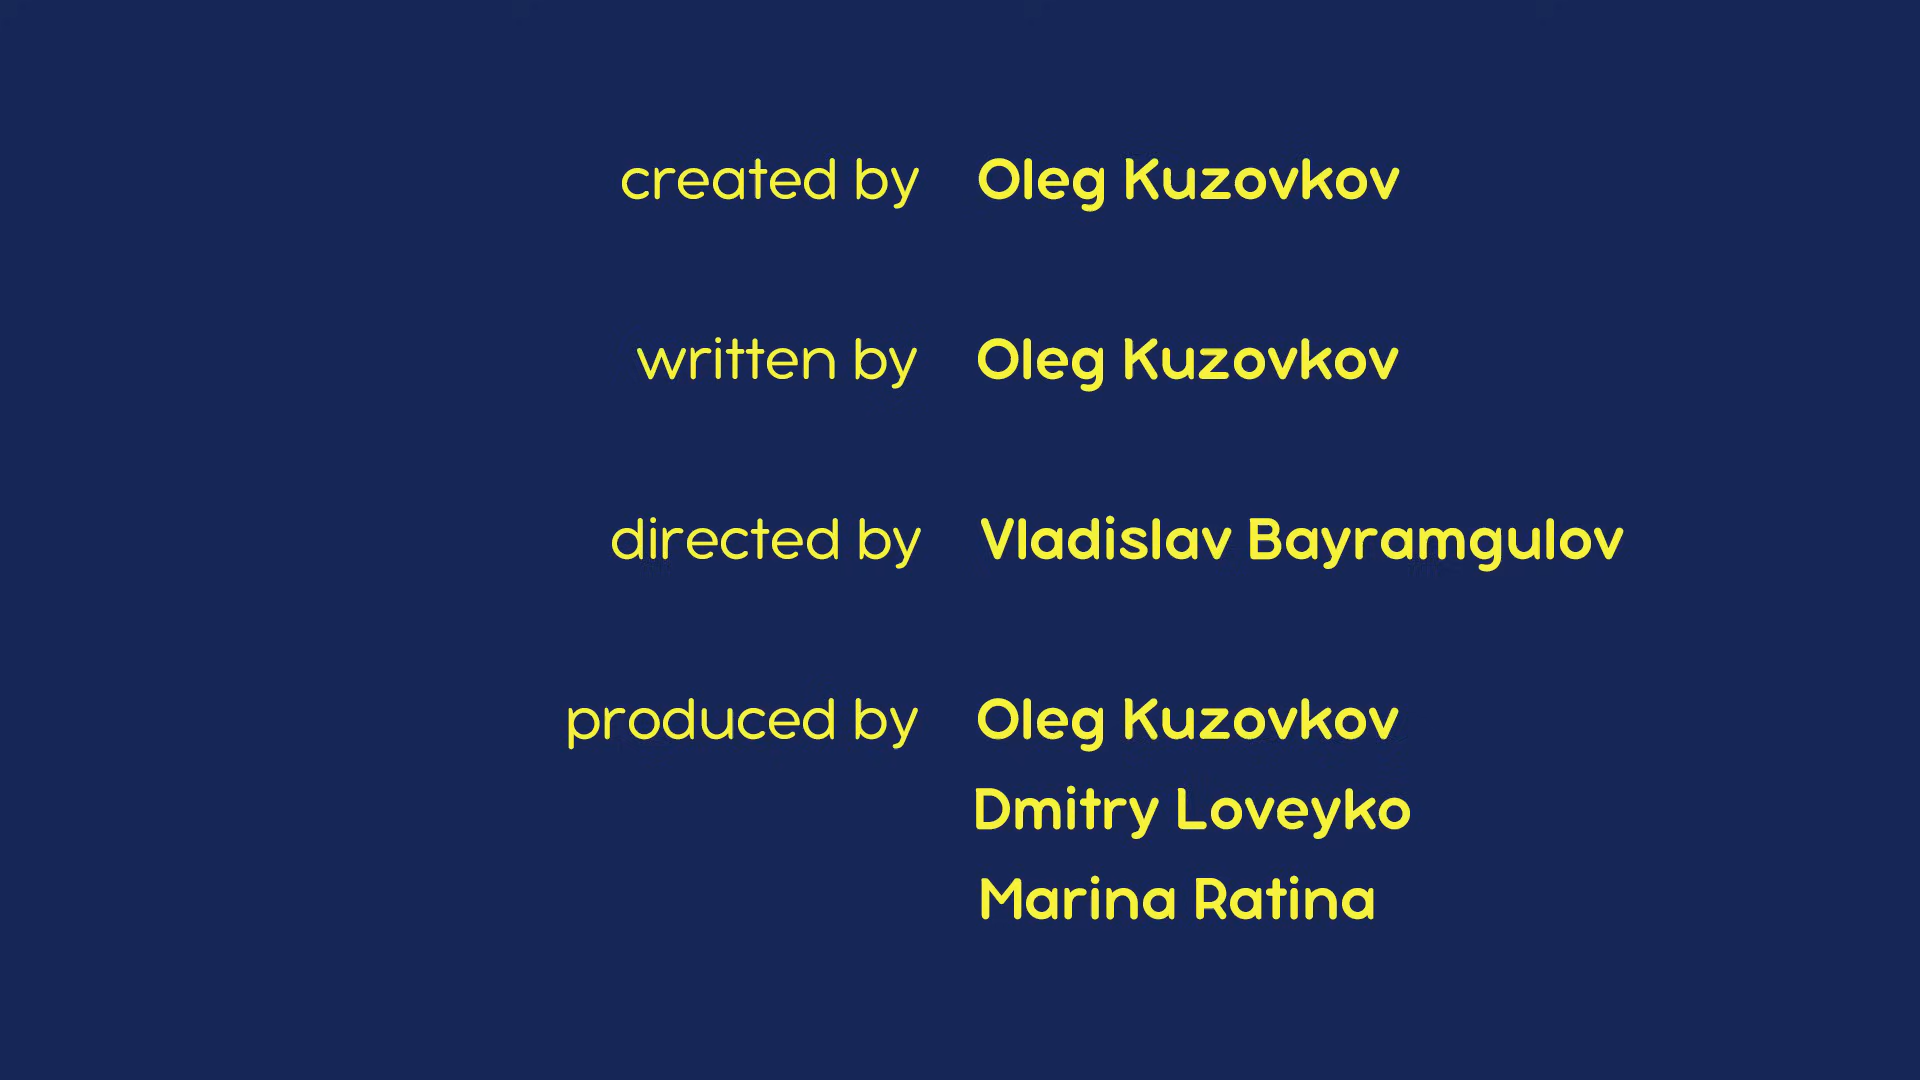 created by Oleg Kuzovkov
written by Oleg Kuzovkov
directed by Vladislav Bayramgulov
produced by Oleg Kuzovkov
Dmitry Loveyko
Marina Ratina